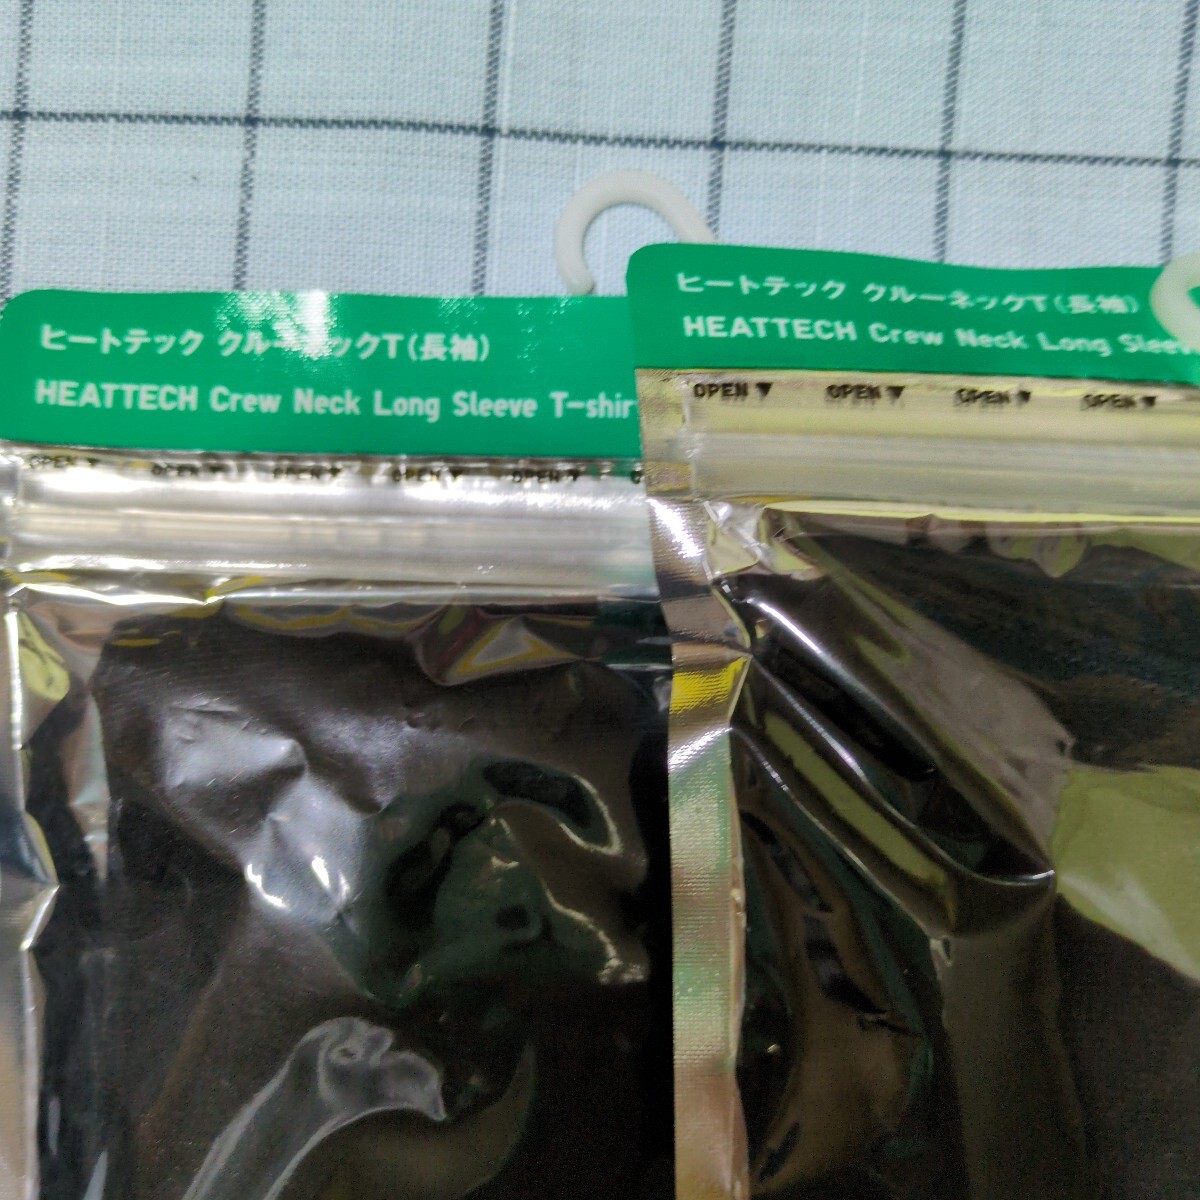 ヒートテック クルーネックT(長袖)
HEATTECH Crew Neck Long Sleeve T-shir
OPEN▼ OPEN▼ OPEN▼ OPEN▼ OPEN▼
ヒートテック クルーネックT(長袖)
HEATTECH Crew Neck Long Sleeve
OPEN▼ OPEN▼ OPEN▼ OPEN▼